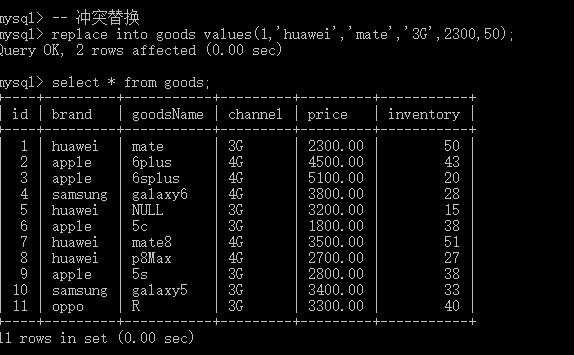 mysql> -- 冲突替换
mysql> replace into goods values(1,'huawei','mate','3G',2300,50);
Query OK, 2 rows affected (0.00 sec)
mysql> select * from goods;
| id | brand | goodsName | channel | price | inventory |
| 1 | huawei | mate | 3G | 2300.00 | 50 |
| 2 | apple | 6plus | 4G | 4500.00 | 43 |
| 3 | apple | 6splus | 4G | 5100.00 | 20 |
| 4 | samsung | galaxy6 | 4G | 3800.00 | 28 |
| 5 | huawei | NULL | 3G | 3200.00 | 15 |
| 6 | apple | 5c | 3G | 1800.00 | 38 |
| 7 | huawei | mate8 | 4G | 3500.00 | 51 |
| 8 | huawei | p8Max | 4G | 2700.00 | 27 |
| 9 | apple | 5s | 3G | 2800.00 | 38 |
| 10 | samsung | galaxy5 | 3G | 3400.00 | 33 |
| 11 | oppo | R | 3G | 3300.00 | 40 |
11 rows in set (0.00 sec)